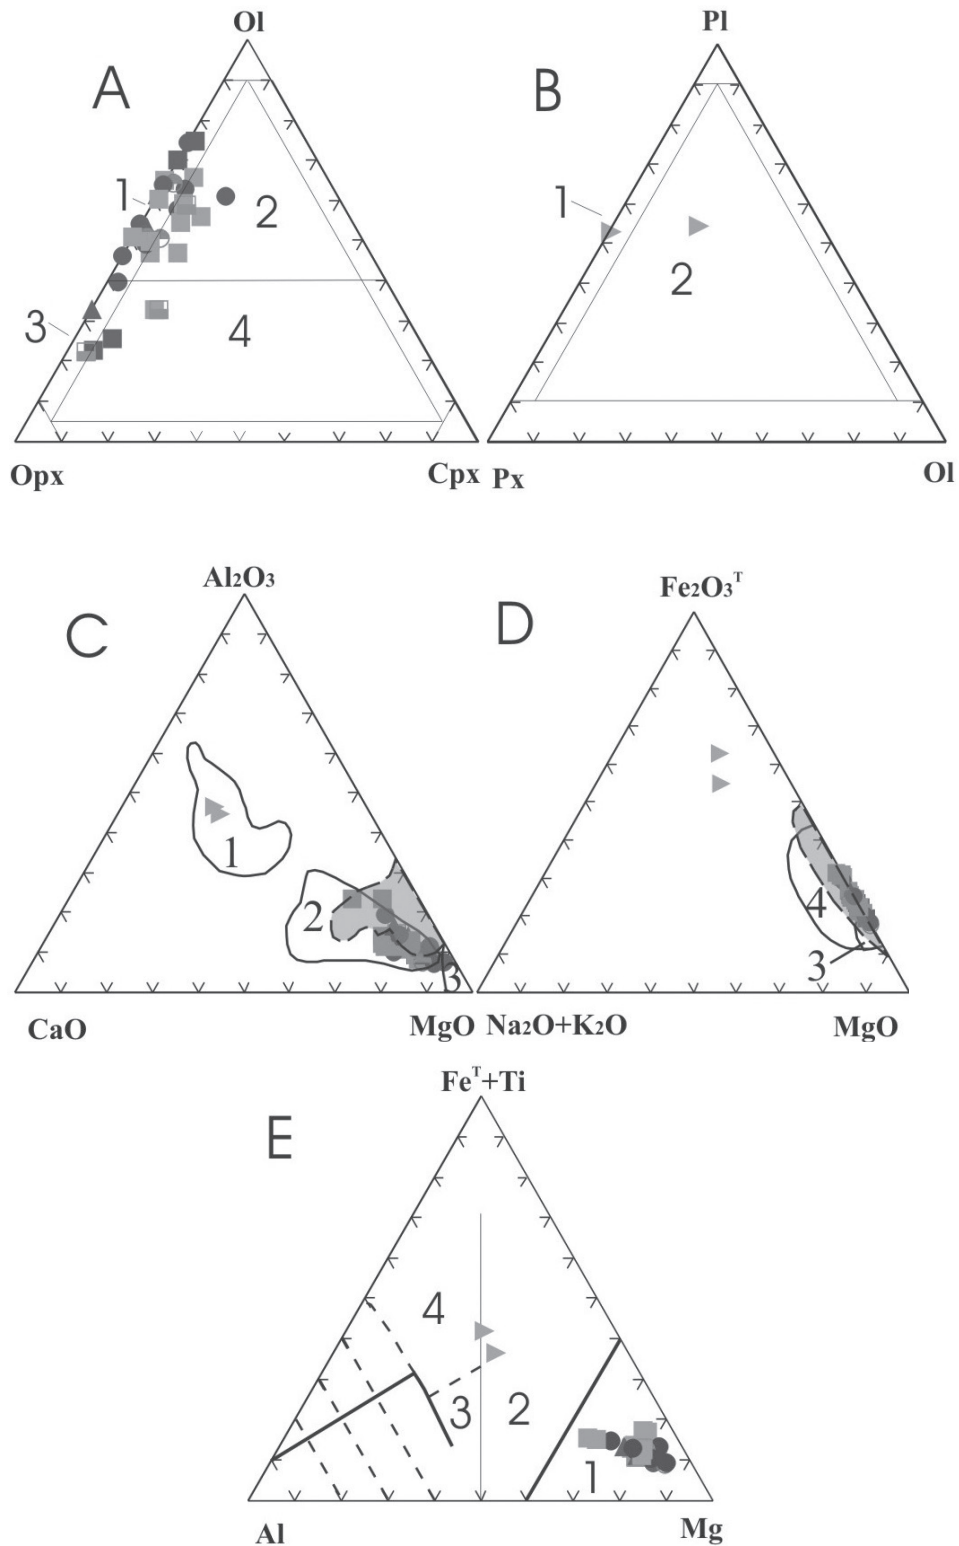 Ol
Pl
A
B
1
2
1
2
3
4
Opx
Cpx
Px
Ol
Al₂O₃
Fe₂O₃ᵀ
C
D
1
2
3
4
3
CaO
MgO
Na₂O+K₂O
MgO
Feᵀ+Ti
E
4
3
2
1
Al
Mg